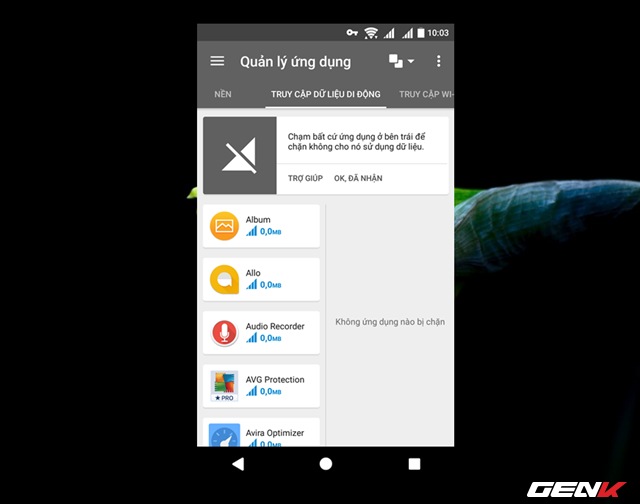 10:03
Quản lý ứng dụng
NỀN TRUY CẬP DỮ LIỆU DI ĐỘNG TRUY CẬP WI-
Chạm bất cứ ứng dụng ở bên trái để
chặn không cho nó sử dụng dữ liệu.
TRỢ GIÚP OK, ĐÃ NHẬN
Album
0,0MB
Allo
0,0MB
Audio Recorder
0,0MB
Không ứng dụng nào bị chặn
AVG Protection
0,0MB
PRO
Avira Optimizer
0,0MB
GENK